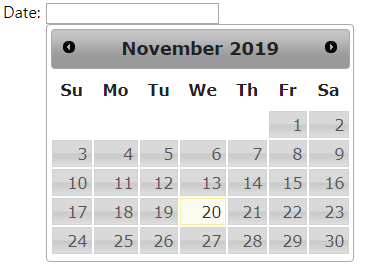 Date:
November 2019
Su Mo Tu We Th Fr Sa
1 2
3 4 5 6 7 8 9
10 11 12 13 14 15 16
17 18 19 20 21 22 23
24 25 26 27 28 29 30